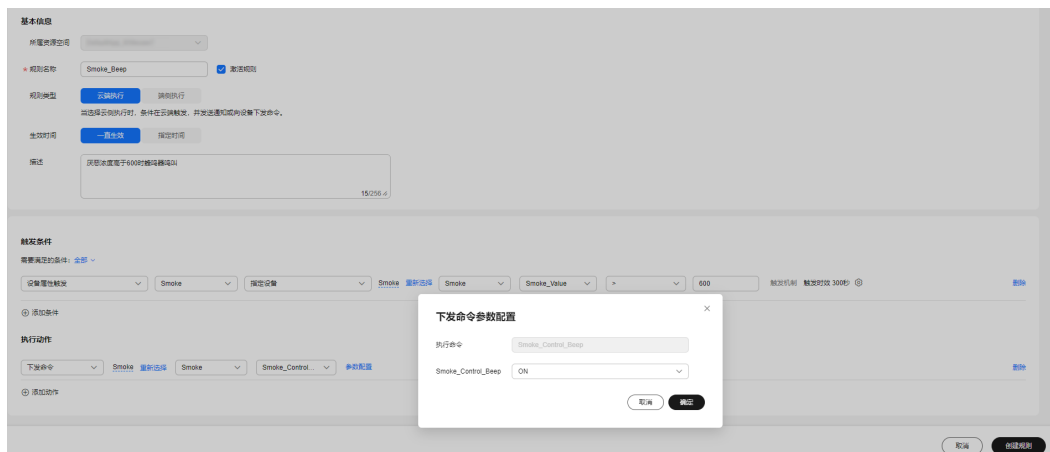 基本信息
所属资源空间
* 规则名称 Smoke_Beep 激活规则
规则类型 云端执行 端侧执行
当选择云侧执行时，条件在云端触发，并发送通知或向设备下发命令。
生效时间 一直生效 指定时间
描述 厌恶浓度高于600时蜂鸣器鸣叫
15/256
触发条件
需要满足的条件: 全部
设备属性触发 Smoke 指定设备 Smoke 重新选择 Smoke Smoke_Value > 600 触发机制 触发时效 300秒 删除
添加条件
执行动作
下发命令 Smoke 重新选择 Smoke Smoke_Control... 参数配置 删除
添加动作
下发命令参数配置
执行命令 Smoke_Control_Beep
Smoke_Control_Beep ON
取消 确定
取消 创建规则